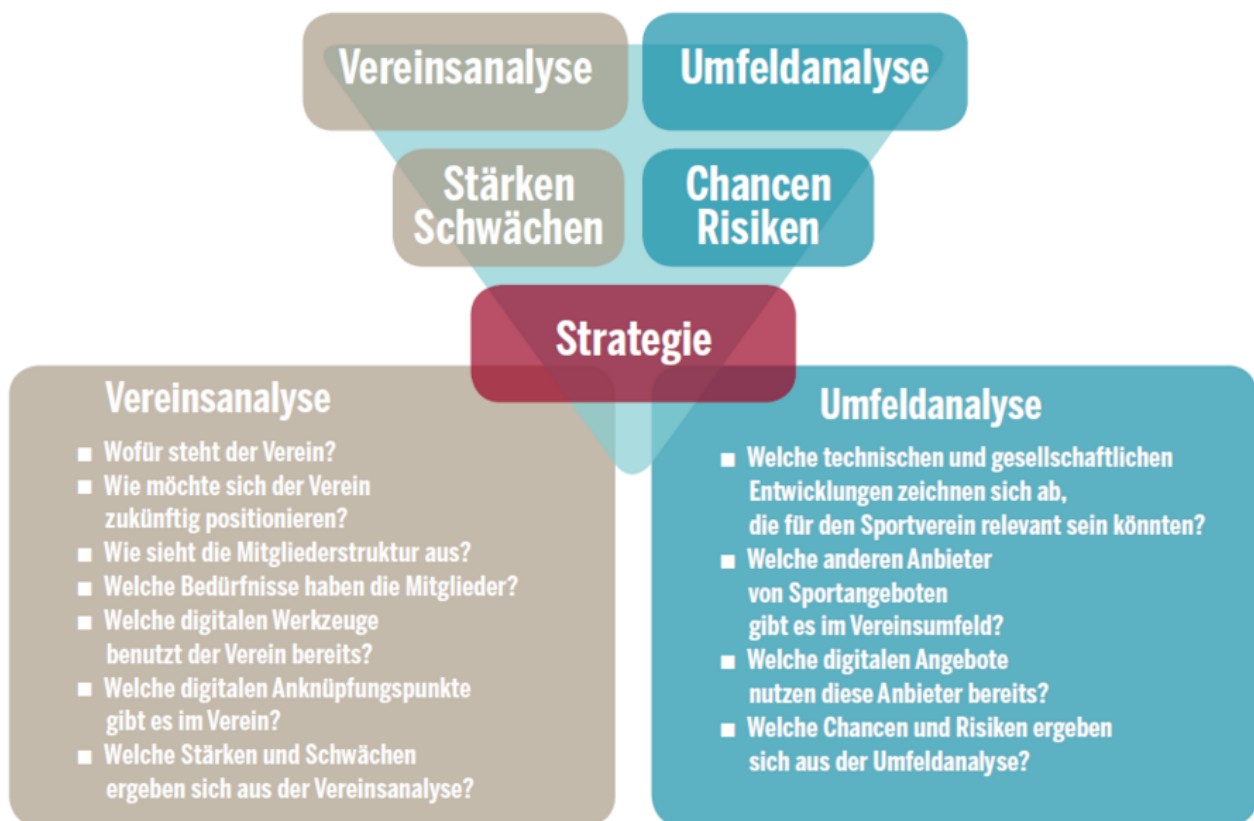 Vereinsanalyse
Umfeldanalyse
Stärken
Schwächen
Chancen
Risiken
Strategie
Vereinsanalyse
■ Wofür steht der Verein?
■ Wie möchte sich der Verein
zukünftig positionieren?
■ Wie sieht die Mitgliederstruktur aus?
■ Welche Bedürfnisse haben die Mitglieder?
■ Welche digitalen Werkzeuge
benutzt der Verein bereits?
■ Welche digitalen Anknüpfungspunkte
gibt es im Verein?
■ Welche Stärken und Schwächen
ergeben sich aus der Vereinsanalyse?
Umfeldanalyse
■ Welche technischen und gesellschaftlichen
Entwicklungen zeichnen sich ab,
die für den Sportverein relevant sein könnten?
■ Welche anderen Anbieter
von Sportangeboten
gibt es im Vereinsumfeld?
■ Welche digitalen Angebote
nutzen diese Anbieter bereits?
■ Welche Chancen und Risiken ergeben
sich aus der Umfeldanalyse?